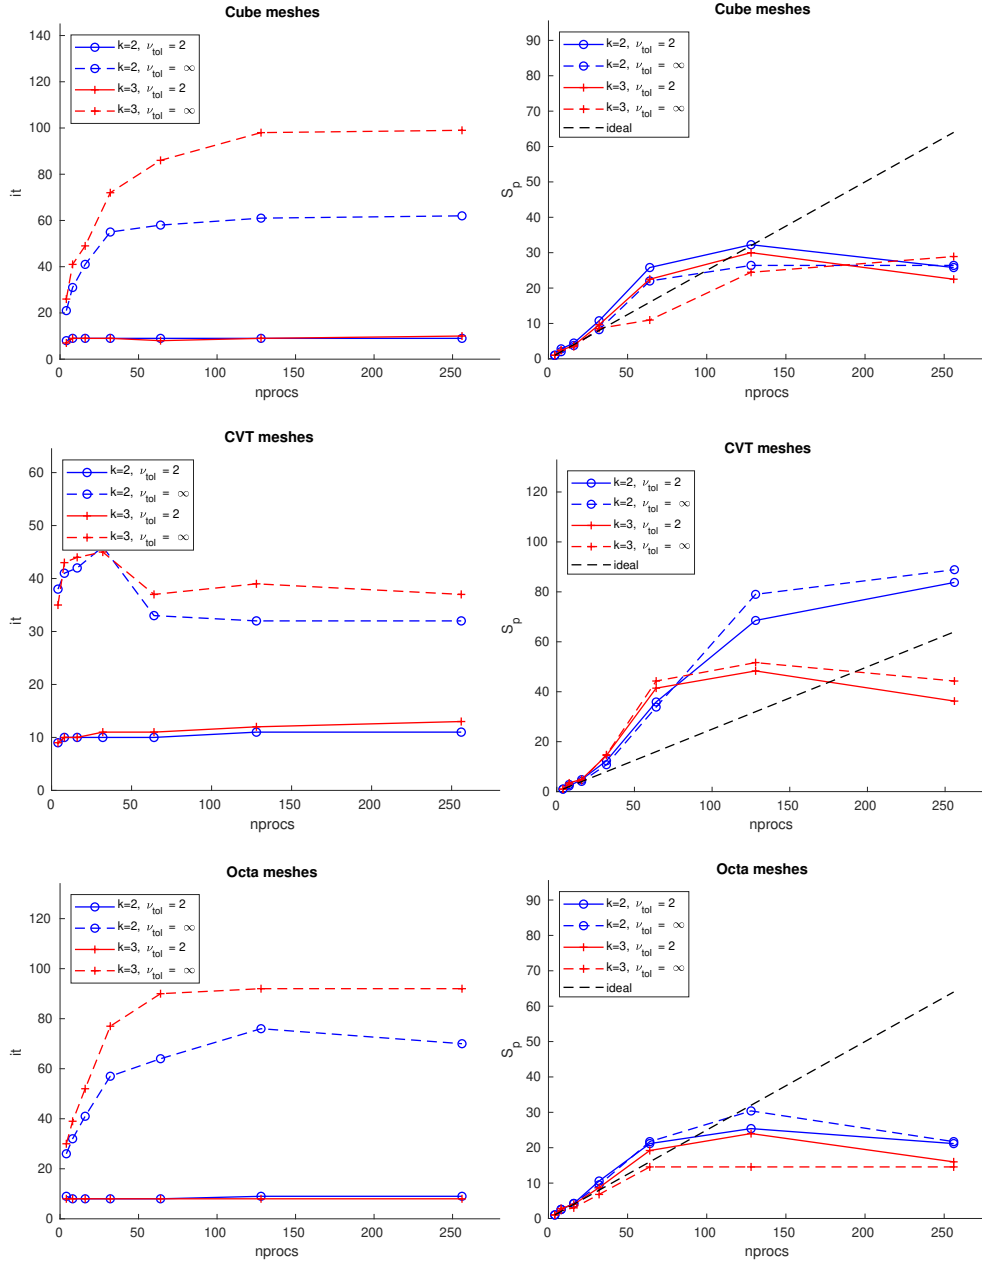 Cube meshes
140
120
100
80
60
40
20
0
it
k=2, ν_tol = 2
k=2, ν_tol = ∞
k=3, ν_tol = 2
k=3, ν_tol = ∞
0 50 100 150 200 250
nprocs
Cube meshes
90
80
70
60
50
40
30
20
10
0
S_p
k=2, ν_tol = 2
k=2, ν_tol = ∞
k=3, ν_tol = 2
k=3, ν_tol = ∞
ideal
0 50 100 150 200 250
nprocs
CVT meshes
60
50
40
30
20
10
0
it
k=2, ν_tol = 2
k=2, ν_tol = ∞
k=3, ν_tol = 2
k=3, ν_tol = ∞
0 50 100 150 200 250
nprocs
CVT meshes
120
100
80
60
40
20
0
S_p
k=2, ν_tol = 2
k=2, ν_tol = ∞
k=3, ν_tol = 2
k=3, ν_tol = ∞
ideal
0 50 100 150 200 250
nprocs
Octa meshes
120
100
80
60
40
20
0
it
k=2, ν_tol = 2
k=2, ν_tol = ∞
k=3, ν_tol = 2
k=3, ν_tol = ∞
0 50 100 150 200 250
nprocs
Octa meshes
90
80
70
60
50
40
30
20
10
0
S_p
k=2, ν_tol = 2
k=2, ν_tol = ∞
k=3, ν_tol = 2
k=3, ν_tol = ∞
ideal
0 50 100 150 200 250
nprocs